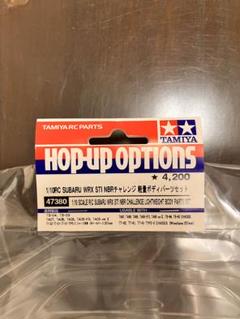 TAMIYA RC PARTS
TAMIYA
HOP-UP OPTIONS
★ 4,200
1/10RC SUBARU WRX STI NBRチャレンジ 軽量ボディパーツセット
47380
1/10 SCALE R/C SUBARU WRX STI NBR CHALLENGE LIGHTWEIGHT BODY PARTS SET
USABLE WITH